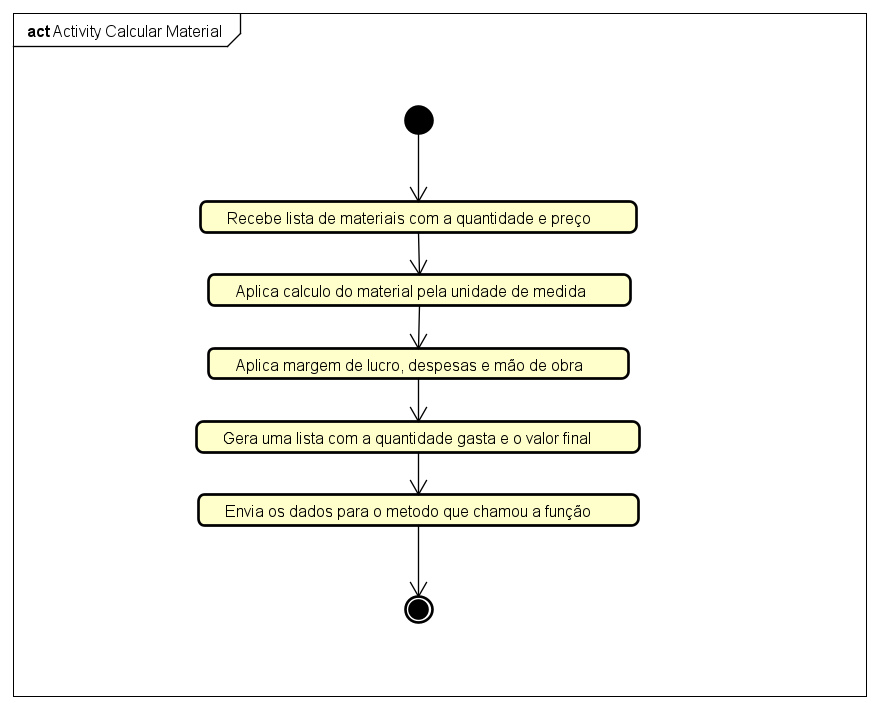 act Activity Calcular Material
Recebe lista de materiais com a quantidade e preço
Aplica calculo do material pela unidade de medida
Aplica margem de lucro, despesas e mão de obra
Gera uma lista com a quantidade gasta e o valor final
Envia os dados para o metodo que chamou a função